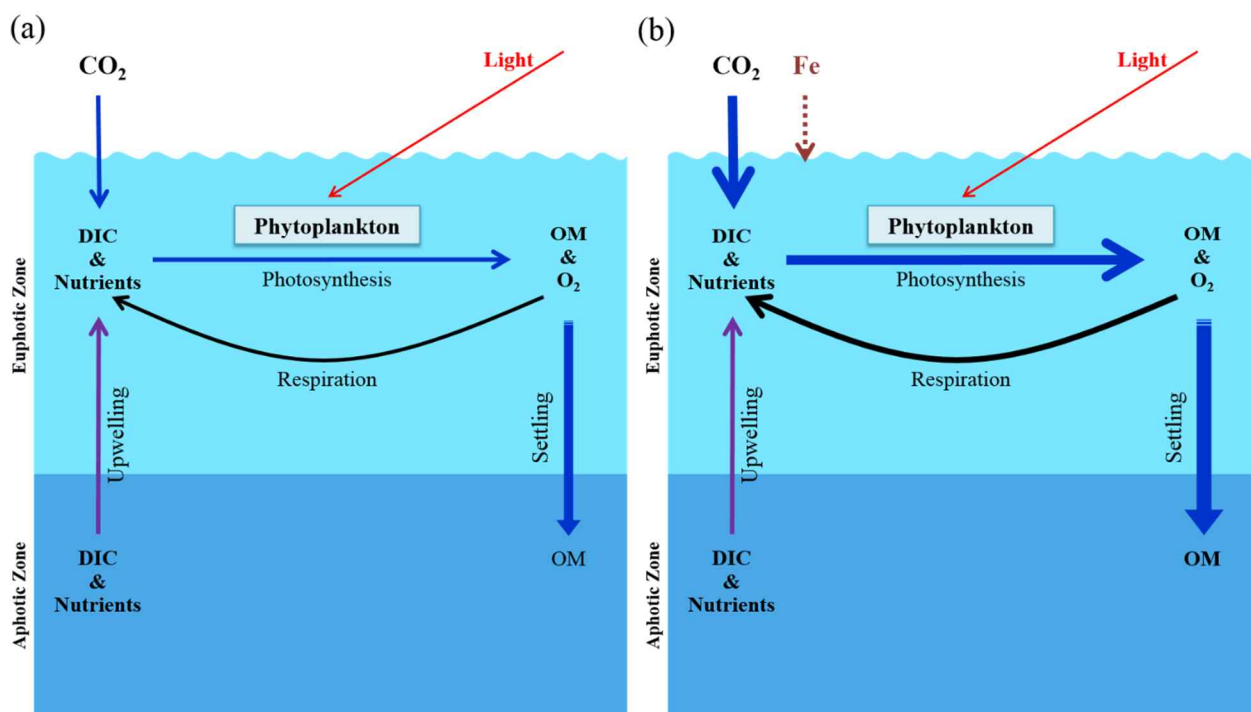 (a)
CO₂
Light
Phytoplankton
DIC
&
Nutrients
Photosynthesis
OM
&
O₂
Respiration
Upwelling
Settling
DIC
&
Nutrients
OM
Euphotic Zone
Aphotic Zone
(b)
CO₂
Fe
Light
Phytoplankton
DIC
&
Nutrients
Photosynthesis
OM
&
O₂
Respiration
Upwelling
Settling
DIC
&
Nutrients
OM
Euphotic Zone
Aphotic Zone